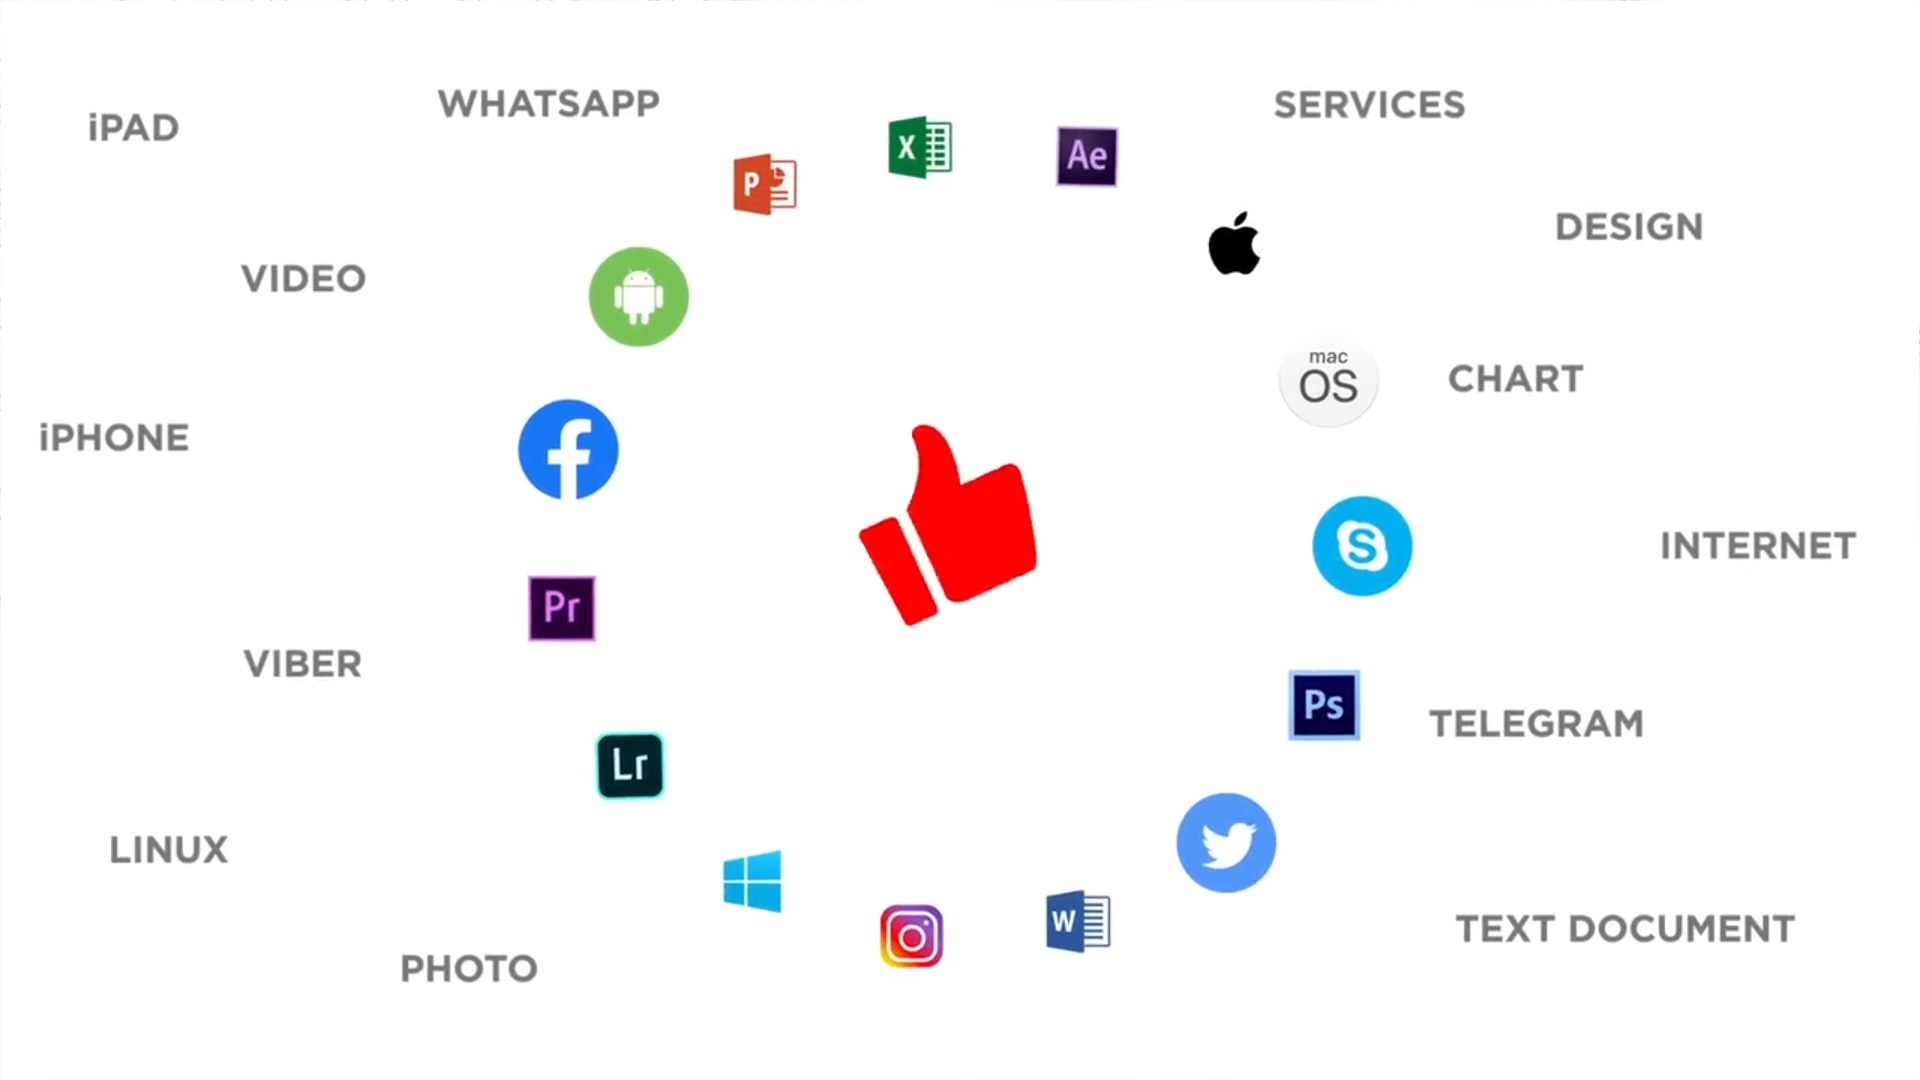 WHATSAPP
SERVICES
iPAD
X
Ae
P
DESIGN
VIDEO
mac
OS
CHART
iPHONE
f
S
INTERNET
Pr
VIBER
Ps
TELEGRAM
Lr
LINUX
W
TEXT DOCUMENT
PHOTO